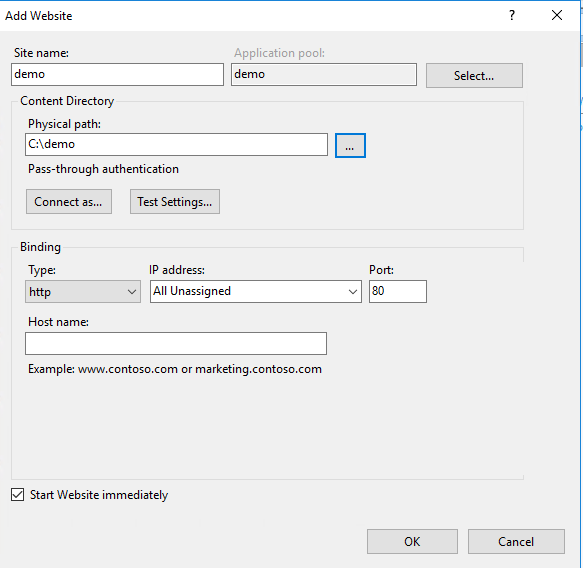 Add Website
?
Site name:
Application pool:
demo
demo
Select...
Content Directory
Physical path:
C:\demo
...
Pass-through authentication
Connect as...
Test Settings...
Binding
Type:
IP address:
Port:
http
All Unassigned
80
Host name:
Example: www.contoso.com or marketing.contoso.com
Start Website immediately
OK
Cancel